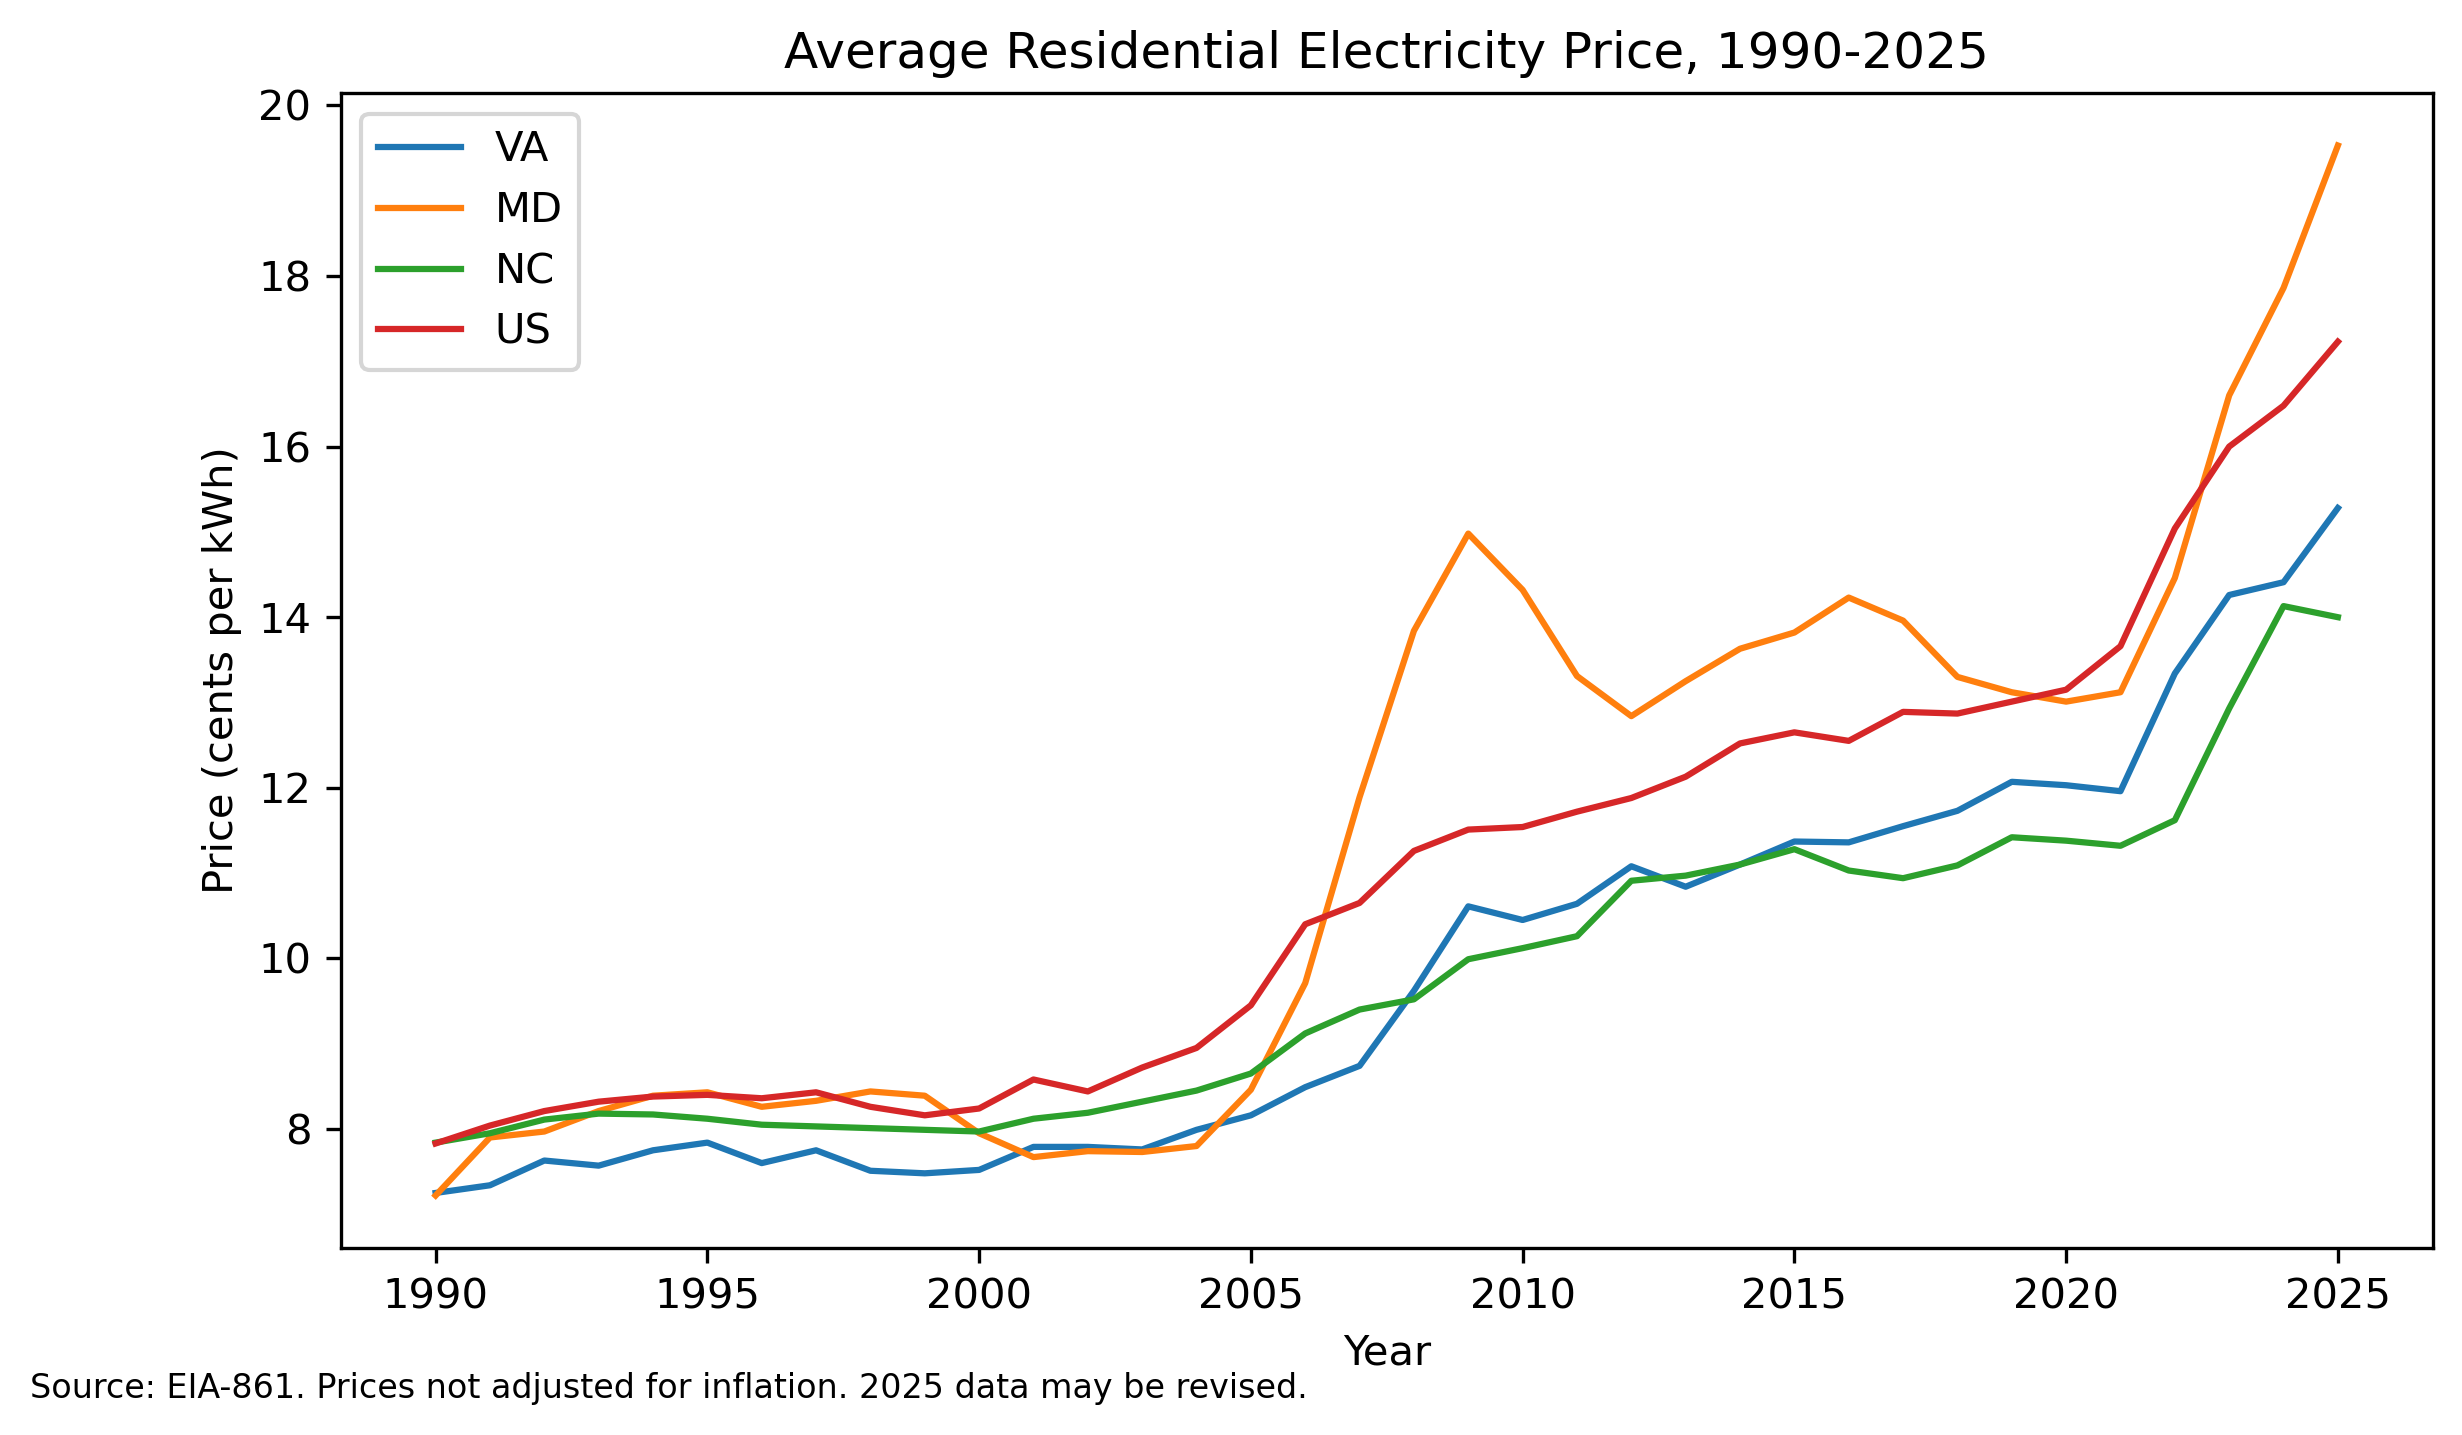 Average Residential Electricity Price, 1990-2025
VA
MD
NC
US
Price (cents per kWh)
20
18
16
14
12
10
8
1990 1995 2000 2005 2010 2015 2020 2025
Year
Source: EIA-861. Prices not adjusted for inflation. 2025 data may be revised.